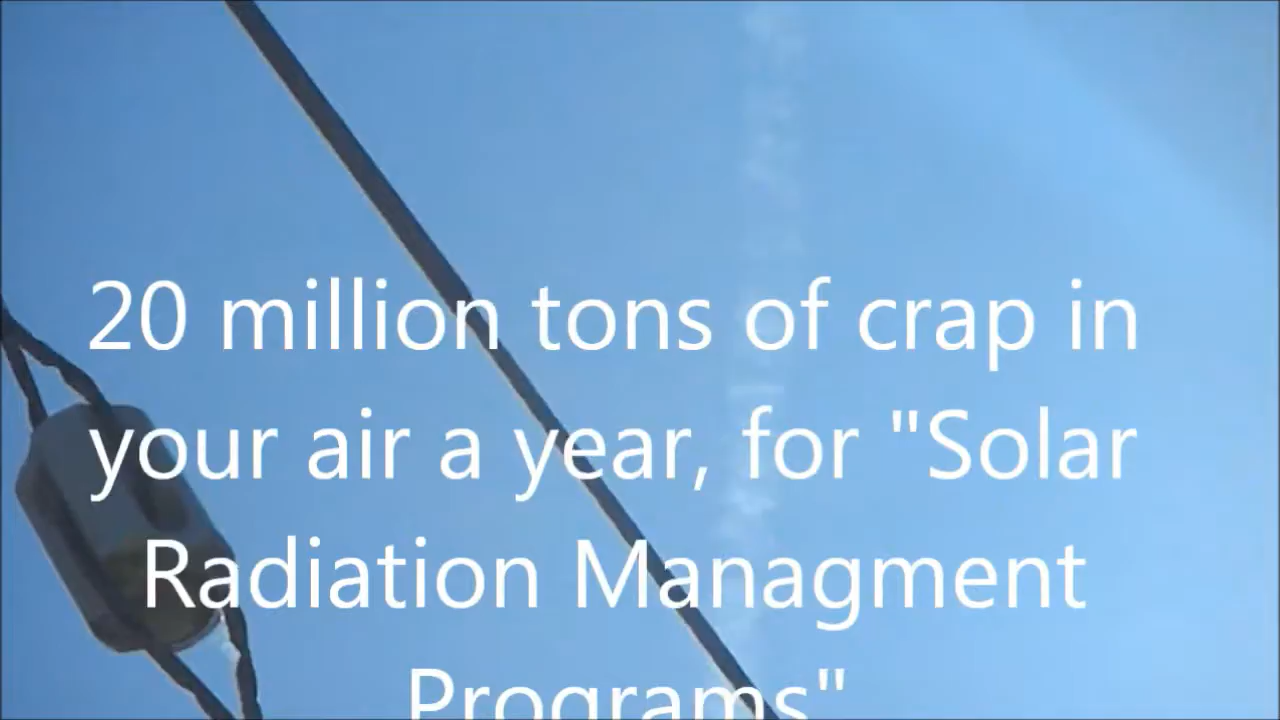 20 million tons of crap in
your air a year, for "Solar
Radiation Managment
Programs"